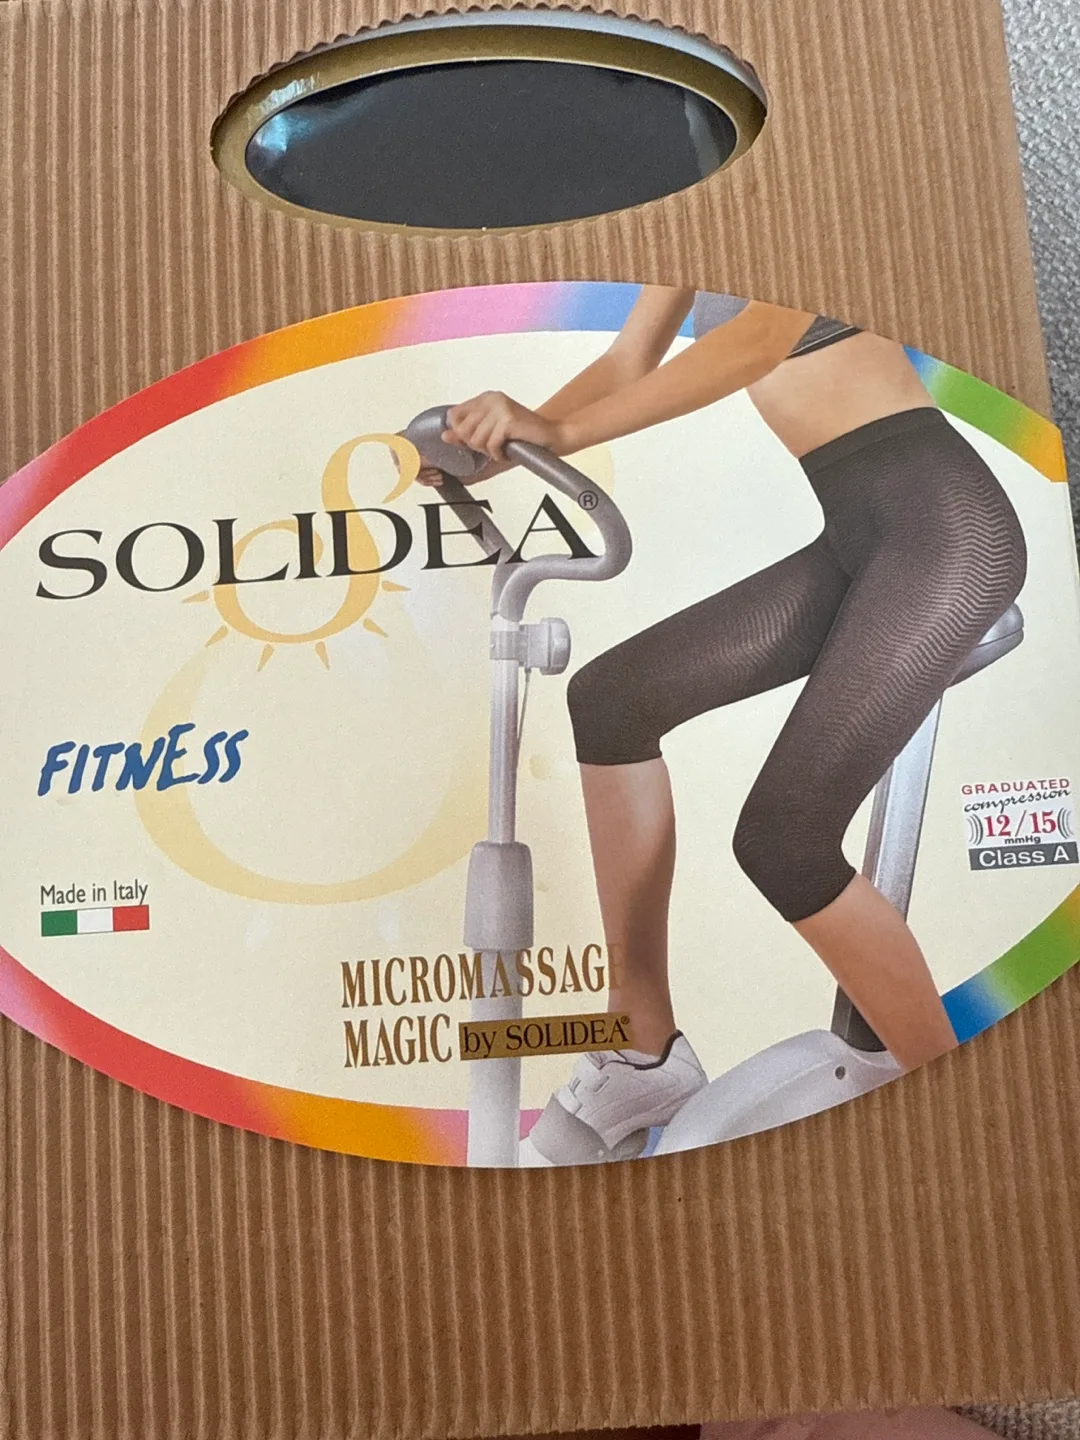 SOLIDEA®
FITNESS
GRADUATED
compression
12/15
mmHg
Class A
Made in Italy
MICROMASSAGE
MAGIC by SOLIDEA®